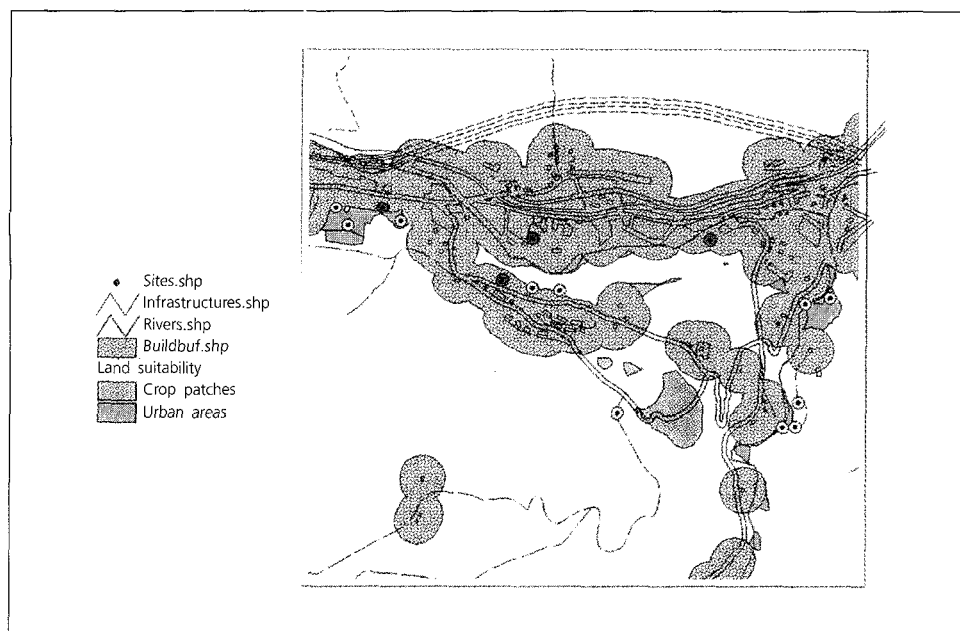 Sites.shp
Infrastructures.shp
Rivers.shp
Buildbuf.shp
Land suitability
Crop patches
Urban areas